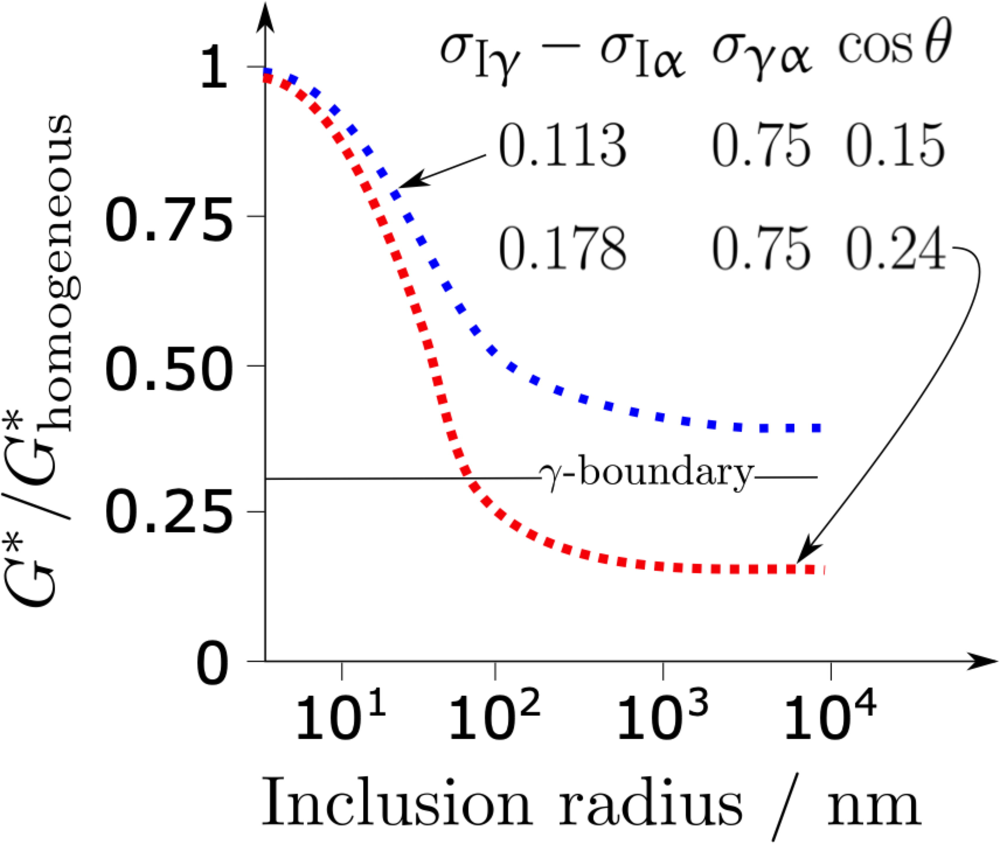 σIγ − σIα σγα cos θ
1
0.113 0.75 0.15
0.75
0.178 0.75 0.24
0.50
γ-boundary
0.25
0
G* / G*homogeneous
10¹ 10² 10³ 10⁴
Inclusion radius / nm